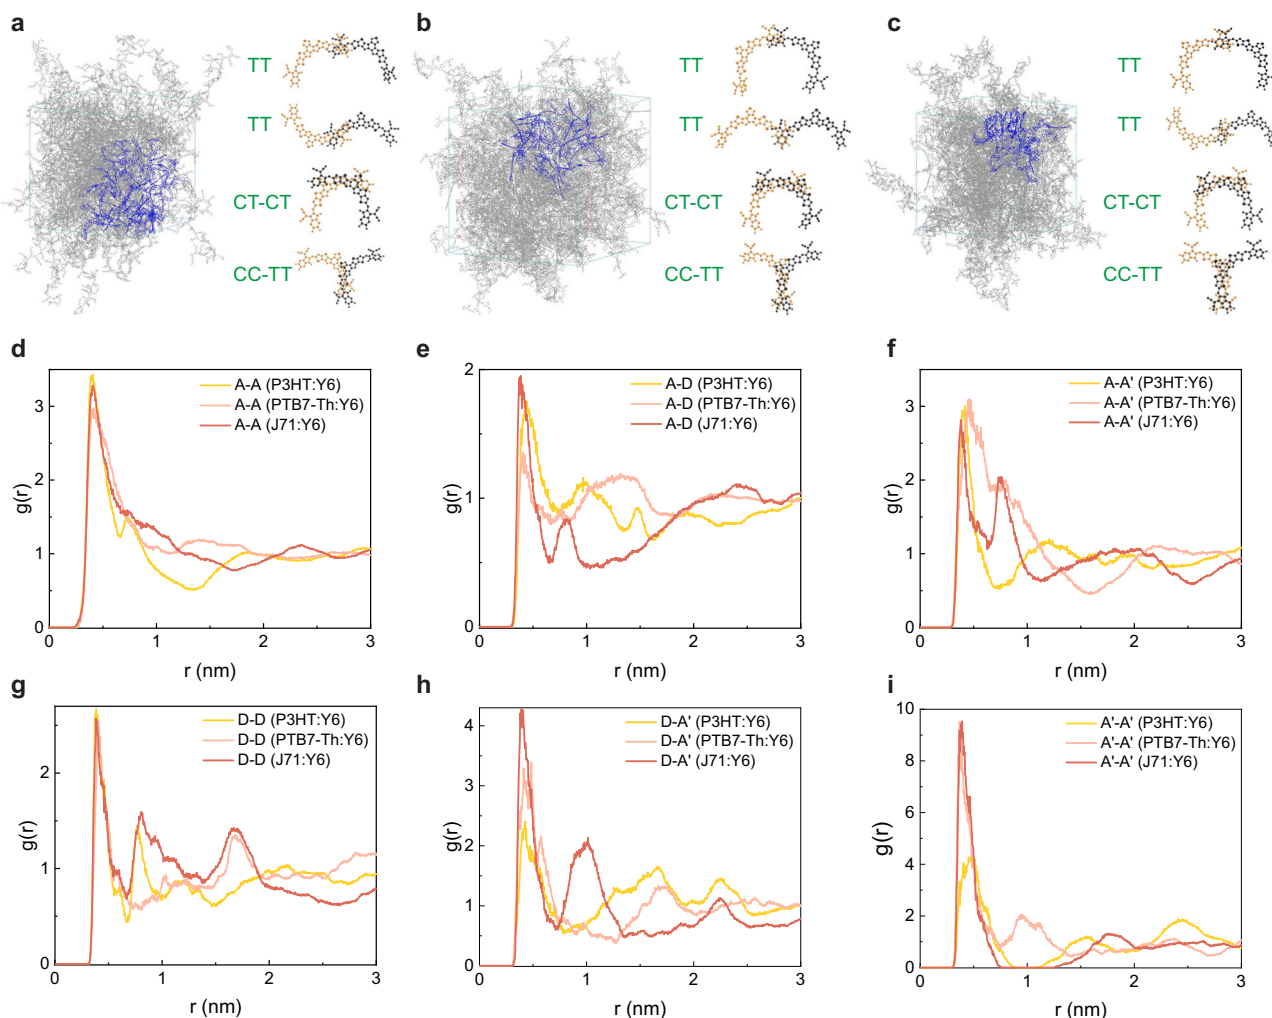 a
TT
TT
CT-CT
CC-TT
b
TT
TT
CT-CT
CC-TT
c
TT
TT
CT-CT
CC-TT
d
A-A (P3HT:Y6)
A-A (PTB7-Th:Y6)
A-A (J71:Y6)
g(r)
3
2
1
0
0 1 2 3
r (nm)
e
A-D (P3HT:Y6)
A-D (PTB7-Th:Y6)
A-D (J71:Y6)
g(r)
2
1
0
0 1 2 3
r (nm)
f
A-A' (P3HT:Y6)
A-A' (PTB7-Th:Y6)
A-A' (J71:Y6)
g(r)
3
2
1
0
0 1 2 3
r (nm)
g
D-D (P3HT:Y6)
D-D (PTB7-Th:Y6)
D-D (J71:Y6)
g(r)
2
1
0
0 1 2 3
r (nm)
h
D-A' (P3HT:Y6)
D-A' (PTB7-Th:Y6)
D-A' (J71:Y6)
g(r)
4
3
2
1
0
0 1 2 3
r (nm)
i
A'-A' (P3HT:Y6)
A'-A' (PTB7-Th:Y6)
A'-A' (J71:Y6)
g(r)
10
8
6
4
2
0
0 1 2 3
r (nm)